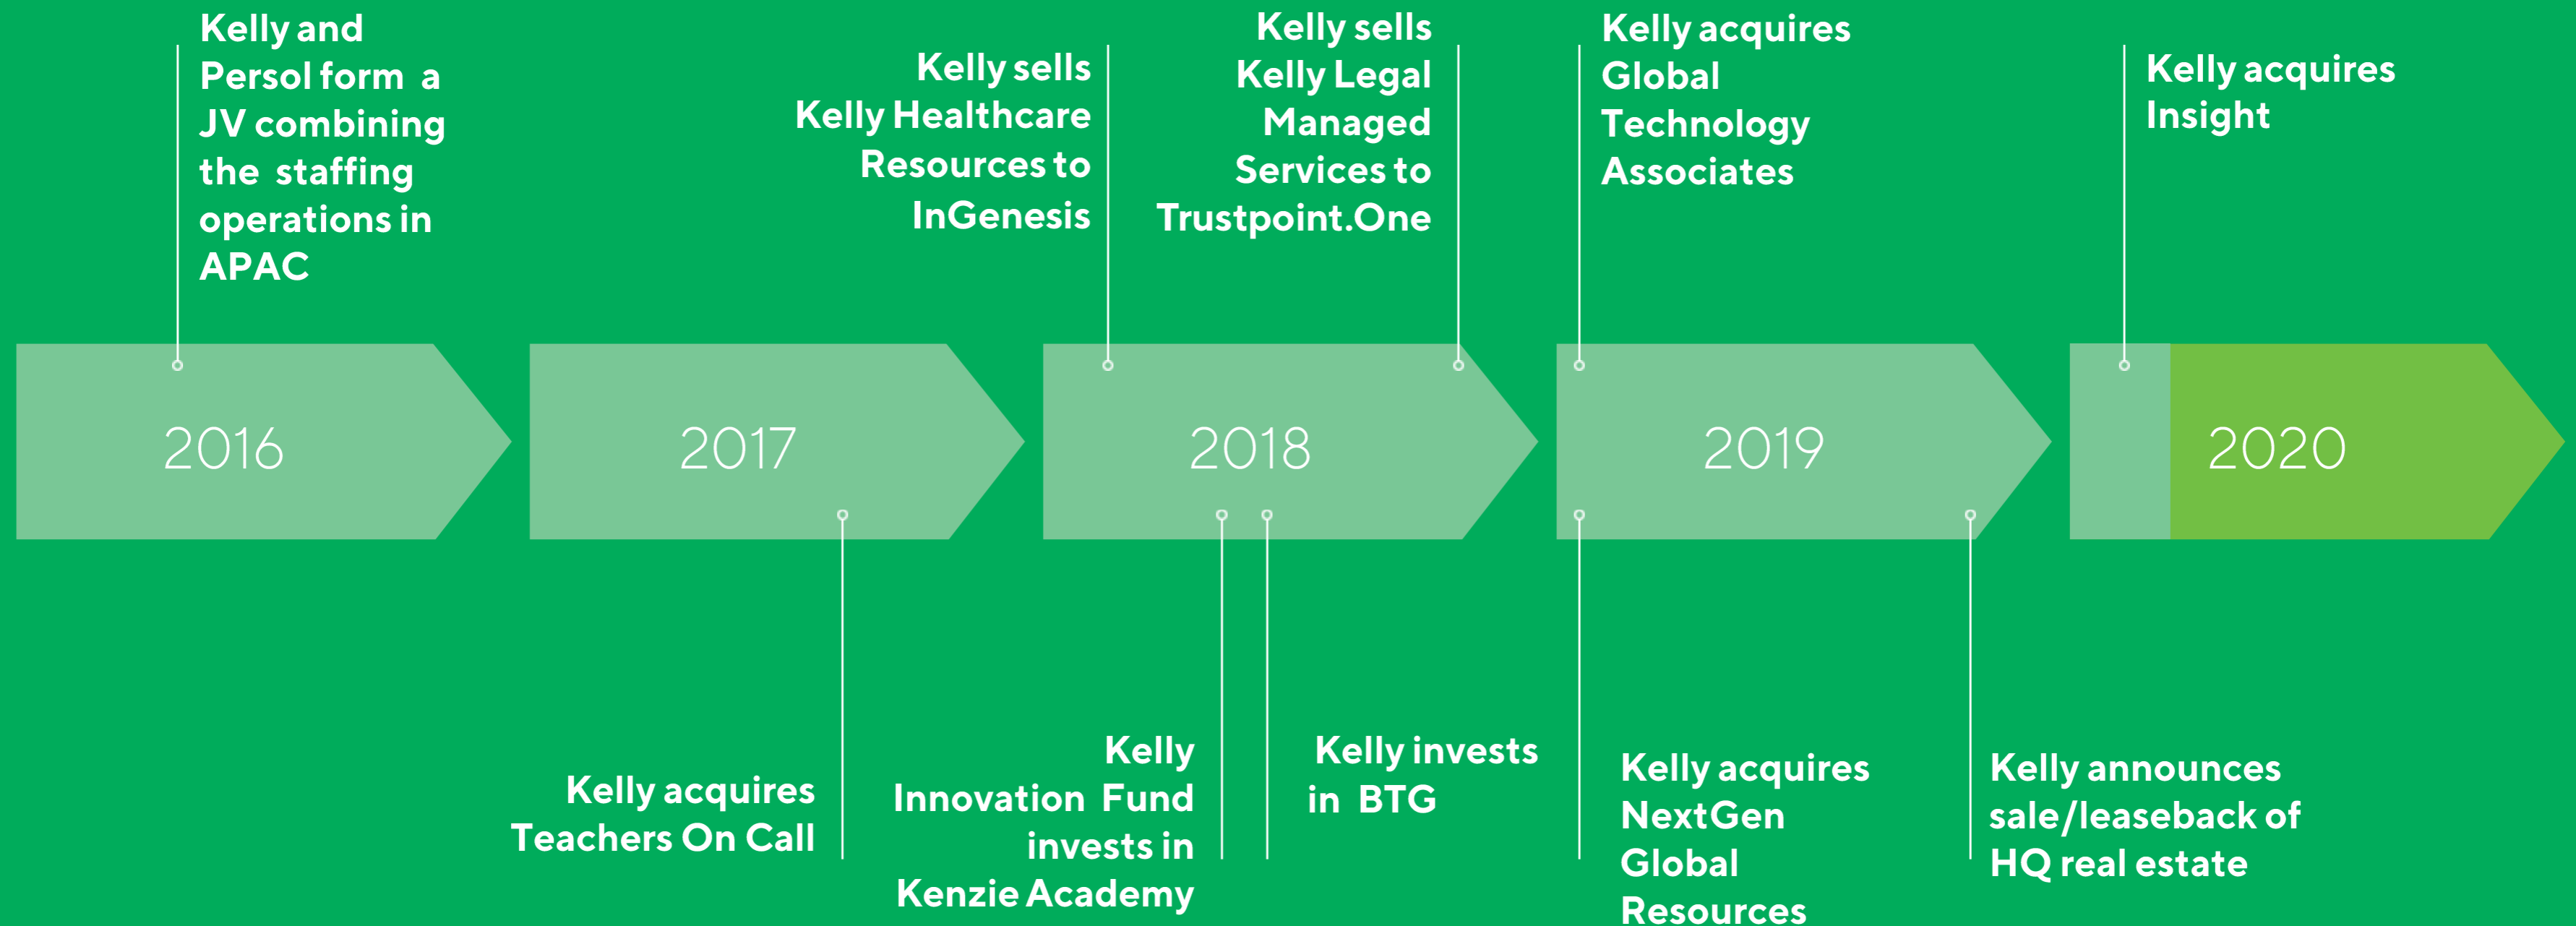 Kelly and
Persol form a
JV combining
the staffing
operations in
APAC
Kelly sells
Kelly Healthcare
Resources to
InGenesis
Kelly sells
Kelly Legal
Managed
Services to
Trustpoint.One
Kelly acquires
Global
Technology
Associates
Kelly acquires
Insight
2016
2017
2018
2019
2020
Kelly acquires
Teachers On Call
Kelly
Innovation Fund
invests in
Kenzie Academy
Kelly invests
in BTG
Kelly acquires
NextGen
Global
Resources
Kelly announces
sale/leaseback of
HQ real estate